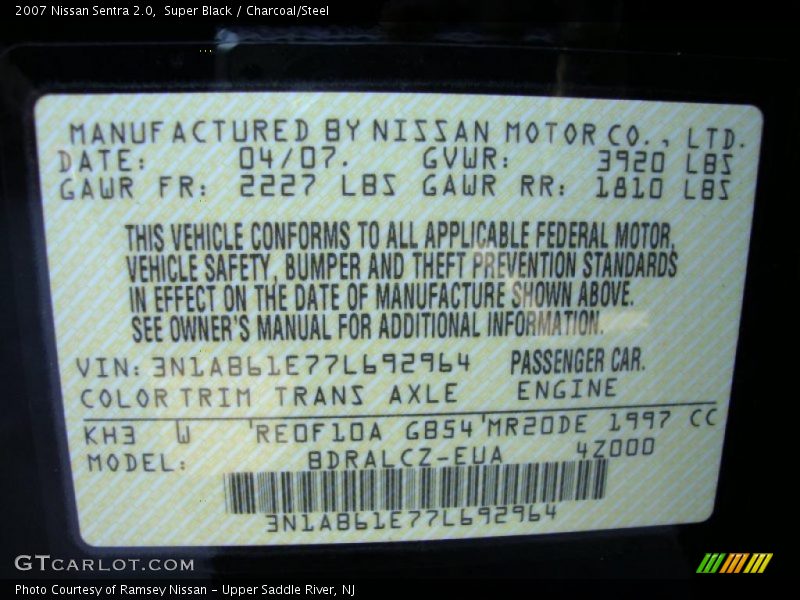 2007 Nissan Sentra 2.0, Super Black / Charcoal/Steel
MANUFACTURED BY NISSAN MOTOR CO., LTD.
DATE: 04/07. GVWR: 3920 LBS
GAWR FR: 2227 LBS GAWR RR: 1810 LBS
THIS VEHICLE CONFORMS TO ALL APPLICABLE FEDERAL MOTOR,
VEHICLE SAFETY, BUMPER AND THEFT PREVENTION STANDARDS
IN EFFECT ON THE DATE OF MANUFACTURE SHOWN ABOVE.
SEE OWNER'S MANUAL FOR ADDITIONAL INFORMATION.
VIN: 3N1AB61E77L692964 PASSENGER CAR.
COLOR TRIM TRANS AXLE ENGINE
KH3 W 'RE0F10A GB54'MR20DE 1997 CC
MODEL: BDRALCZ-EUA 4Z000
3N1AB61E77L692964
GTCARLOT.COM
Photo Courtesy of Ramsey Nissan - Upper Saddle River, NJ